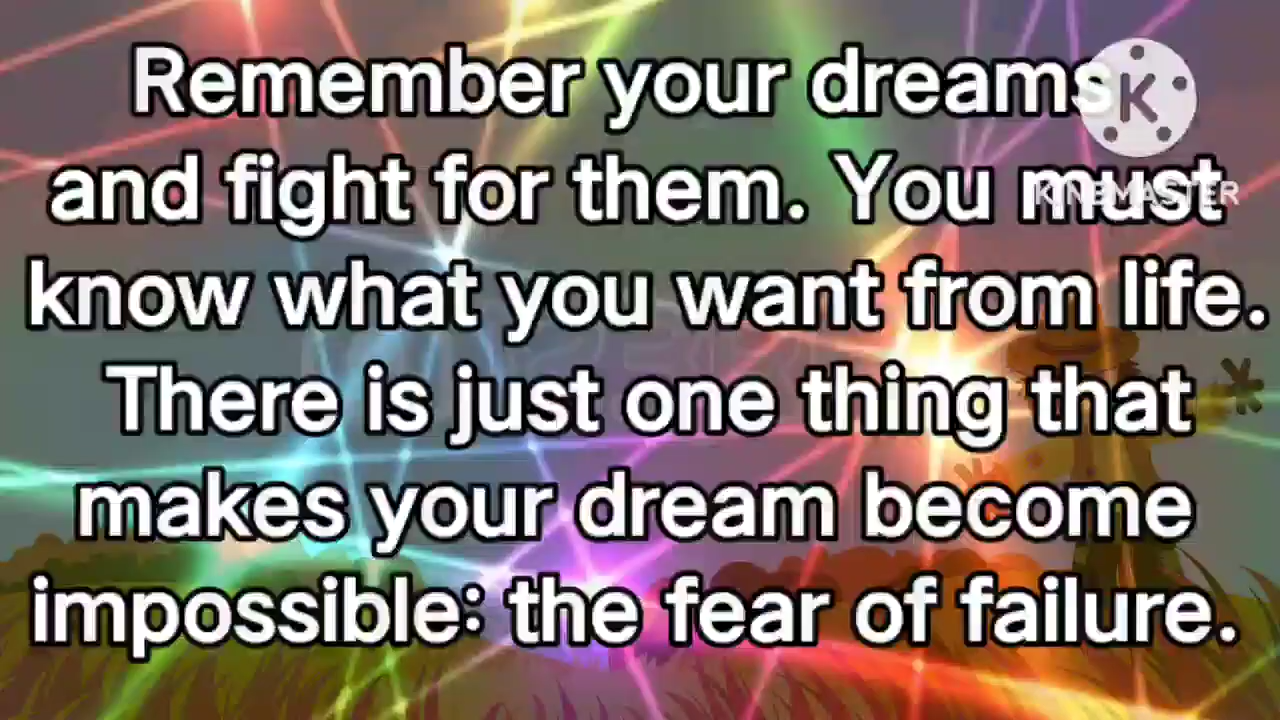 Remember your dreams
and fight for them. You must
know what you want from life.
There is just one thing that
makes your dream become
impossible: the fear of failure.
K
KINEMASTER